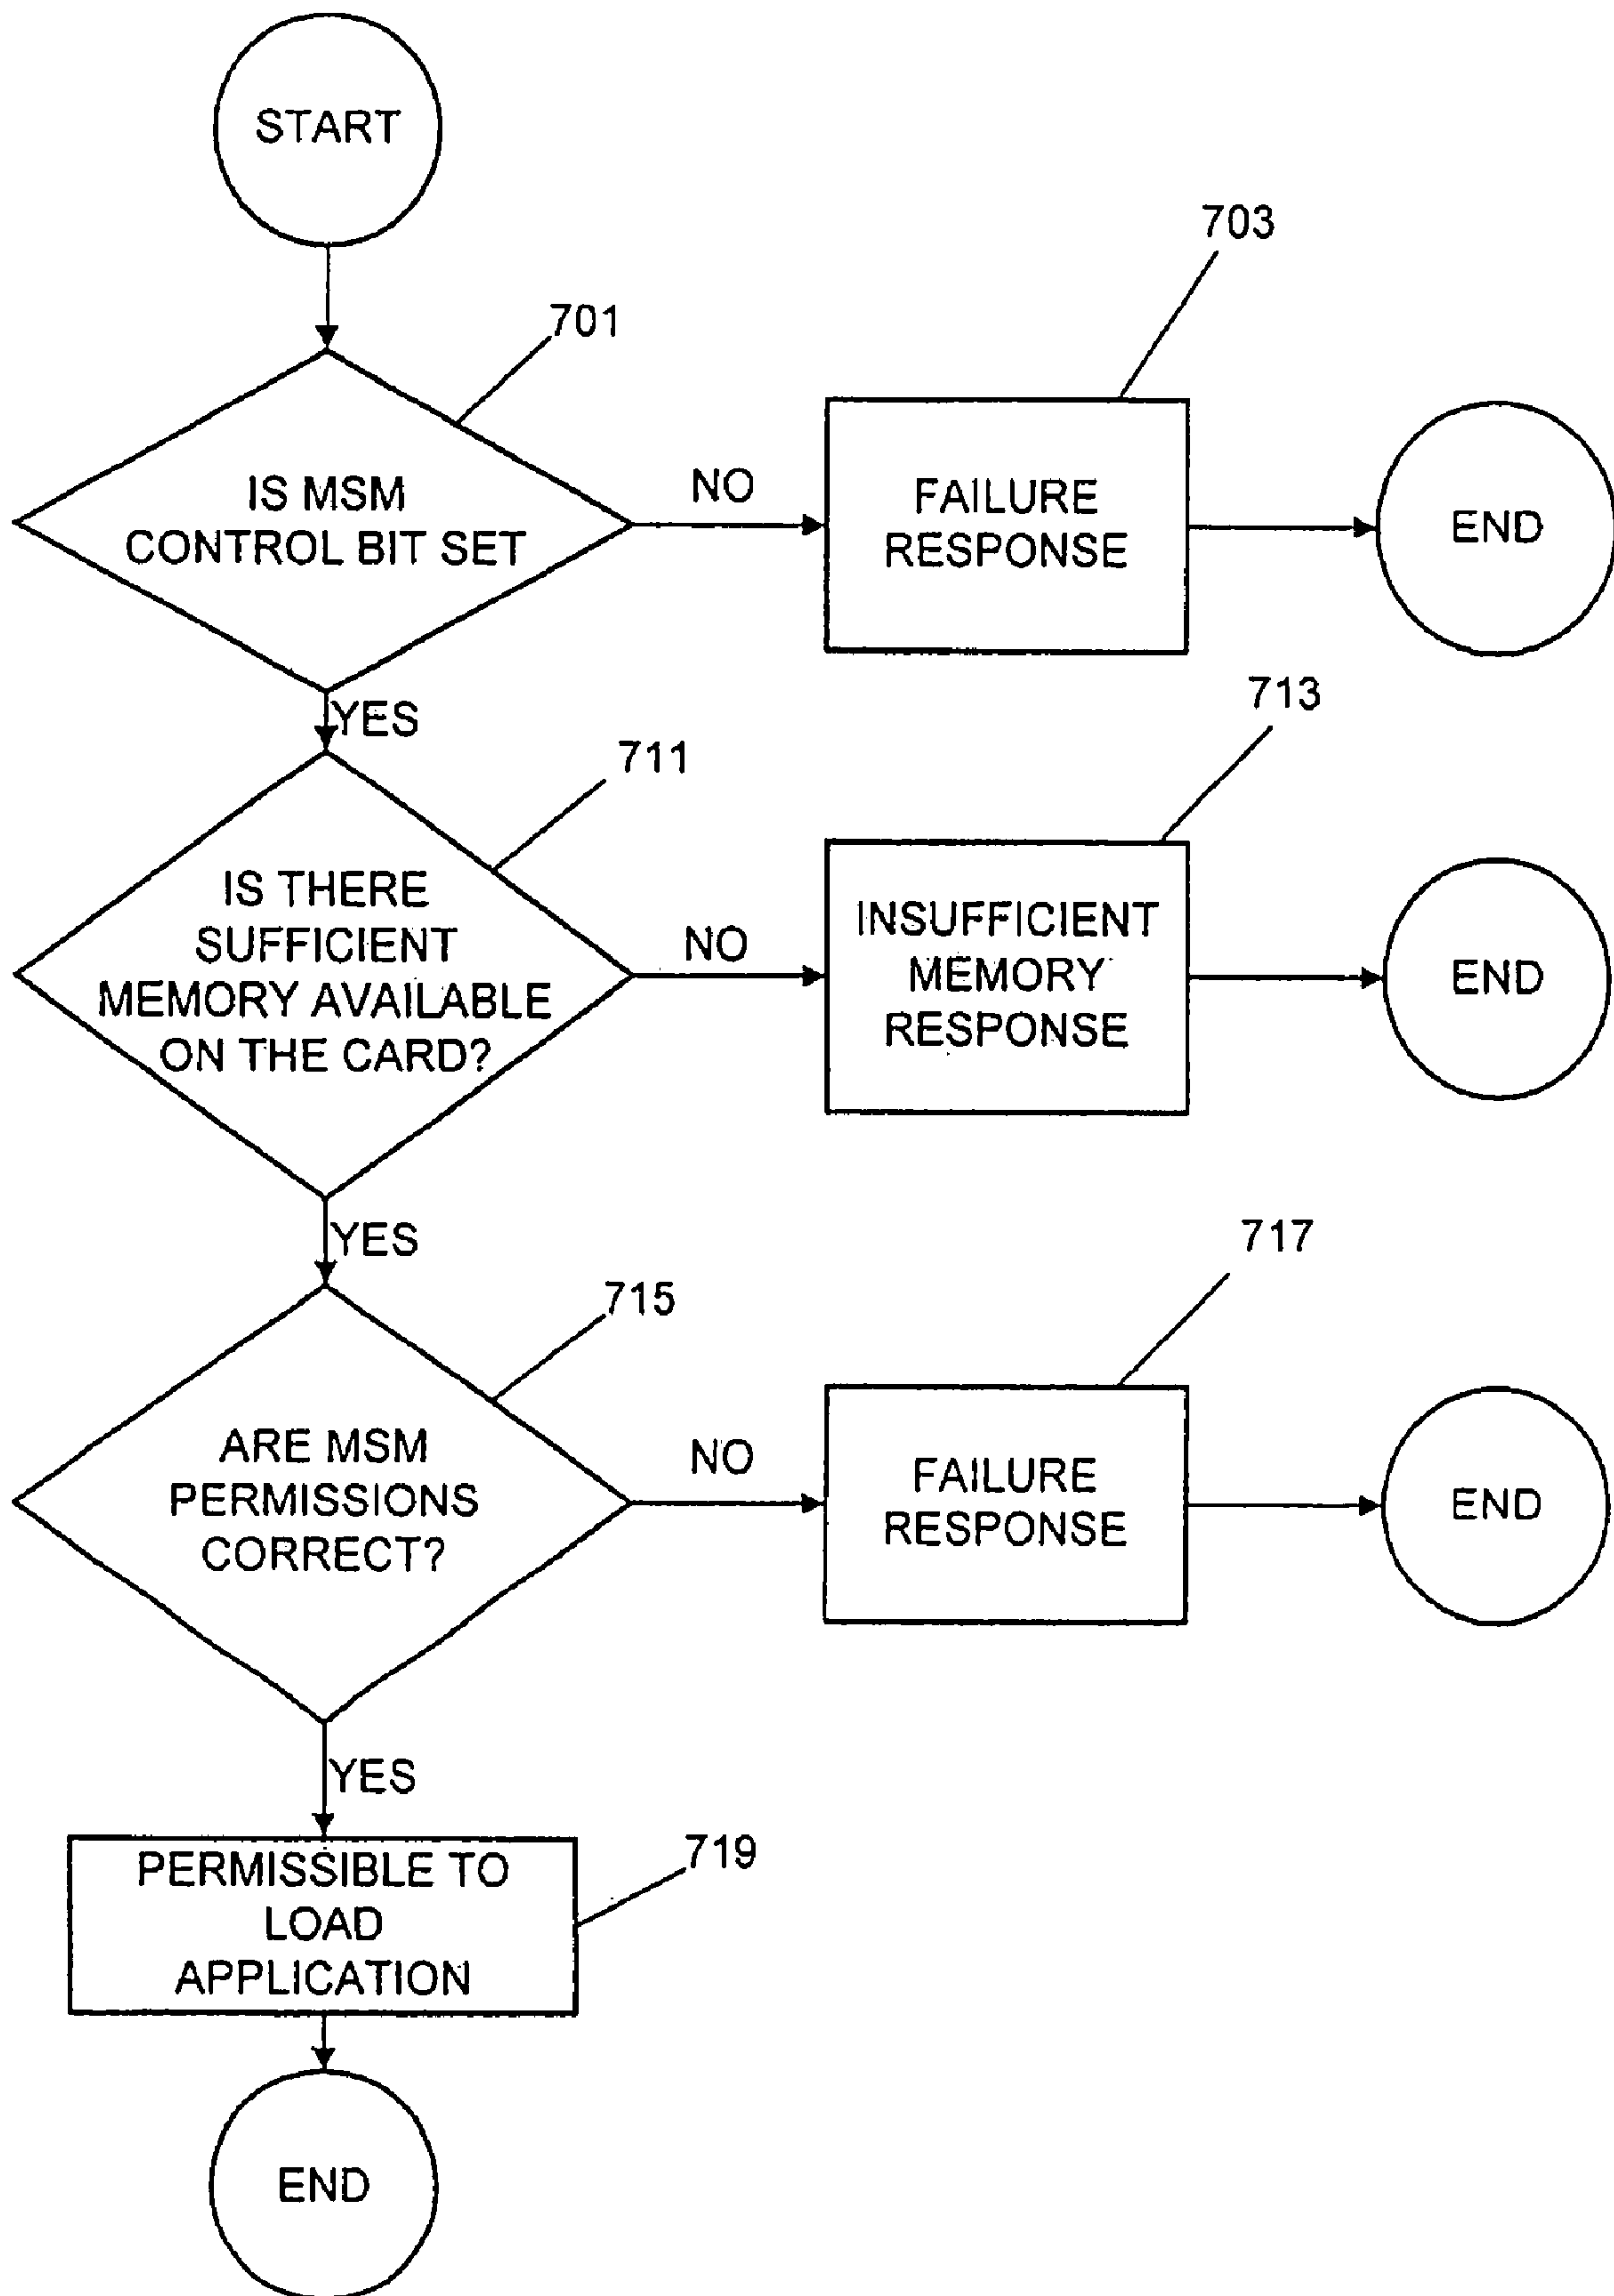 START
703
701
IS MSM
CONTROL BIT SET
NO
FAILURE
RESPONSE
END
YES
713
711
IS THERE
SUFFICIENT
MEMORY AVAILABLE
ON THE CARD?
NO
INSUFFICIENT
MEMORY
RESPONSE
END
YES
717
715
ARE MSM
PERMISSIONS
CORRECT?
NO
FAILURE
RESPONSE
END
YES
719
PERMISSIBLE TO
LOAD
APPLICATION
END